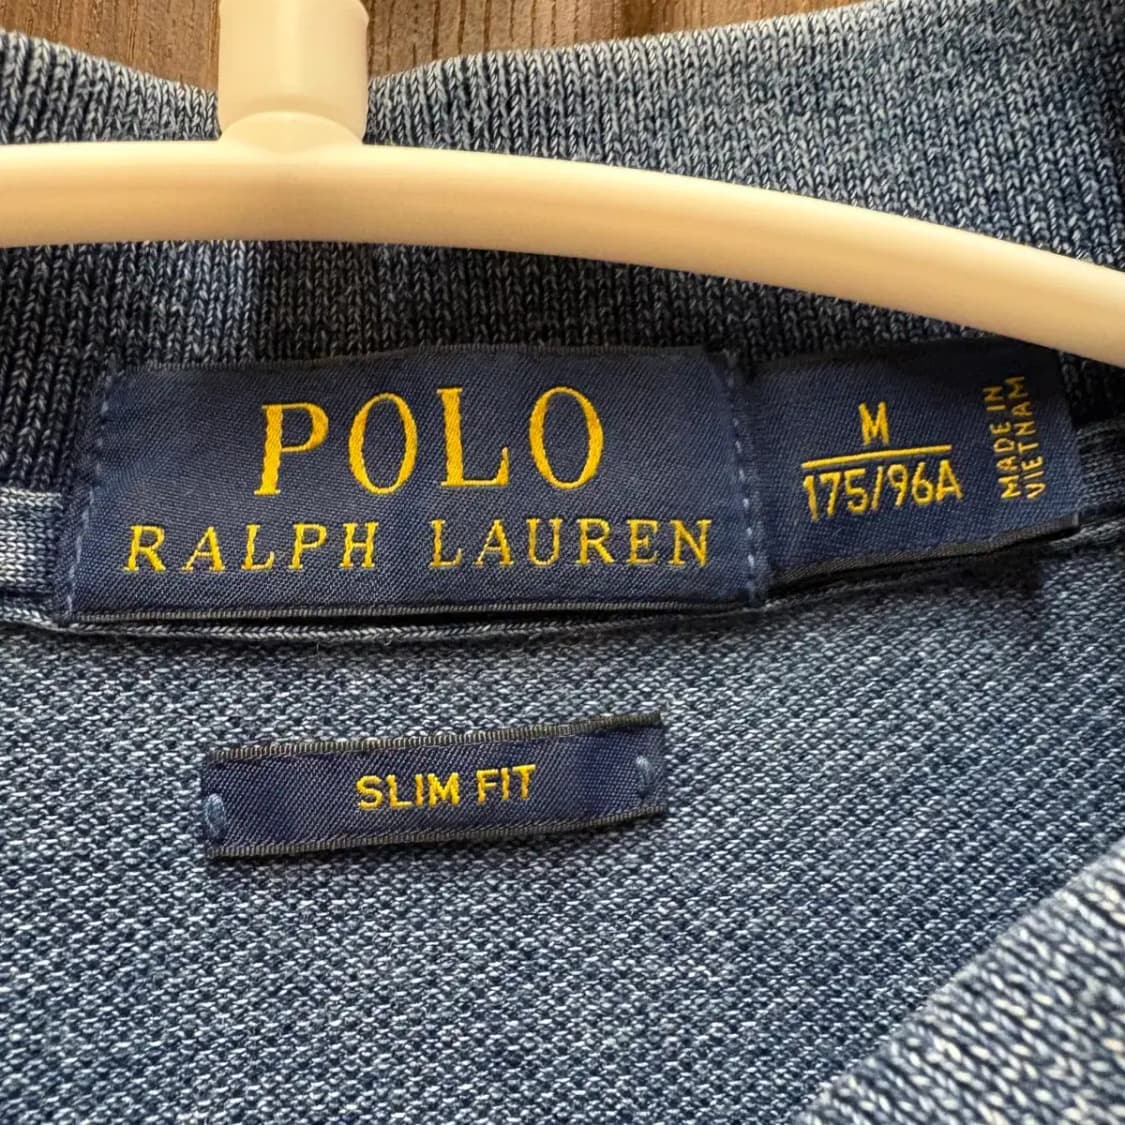 POLO
RALPH LAUREN
M
175/96A
MADE IN
VIETNAM
SLIM FIT